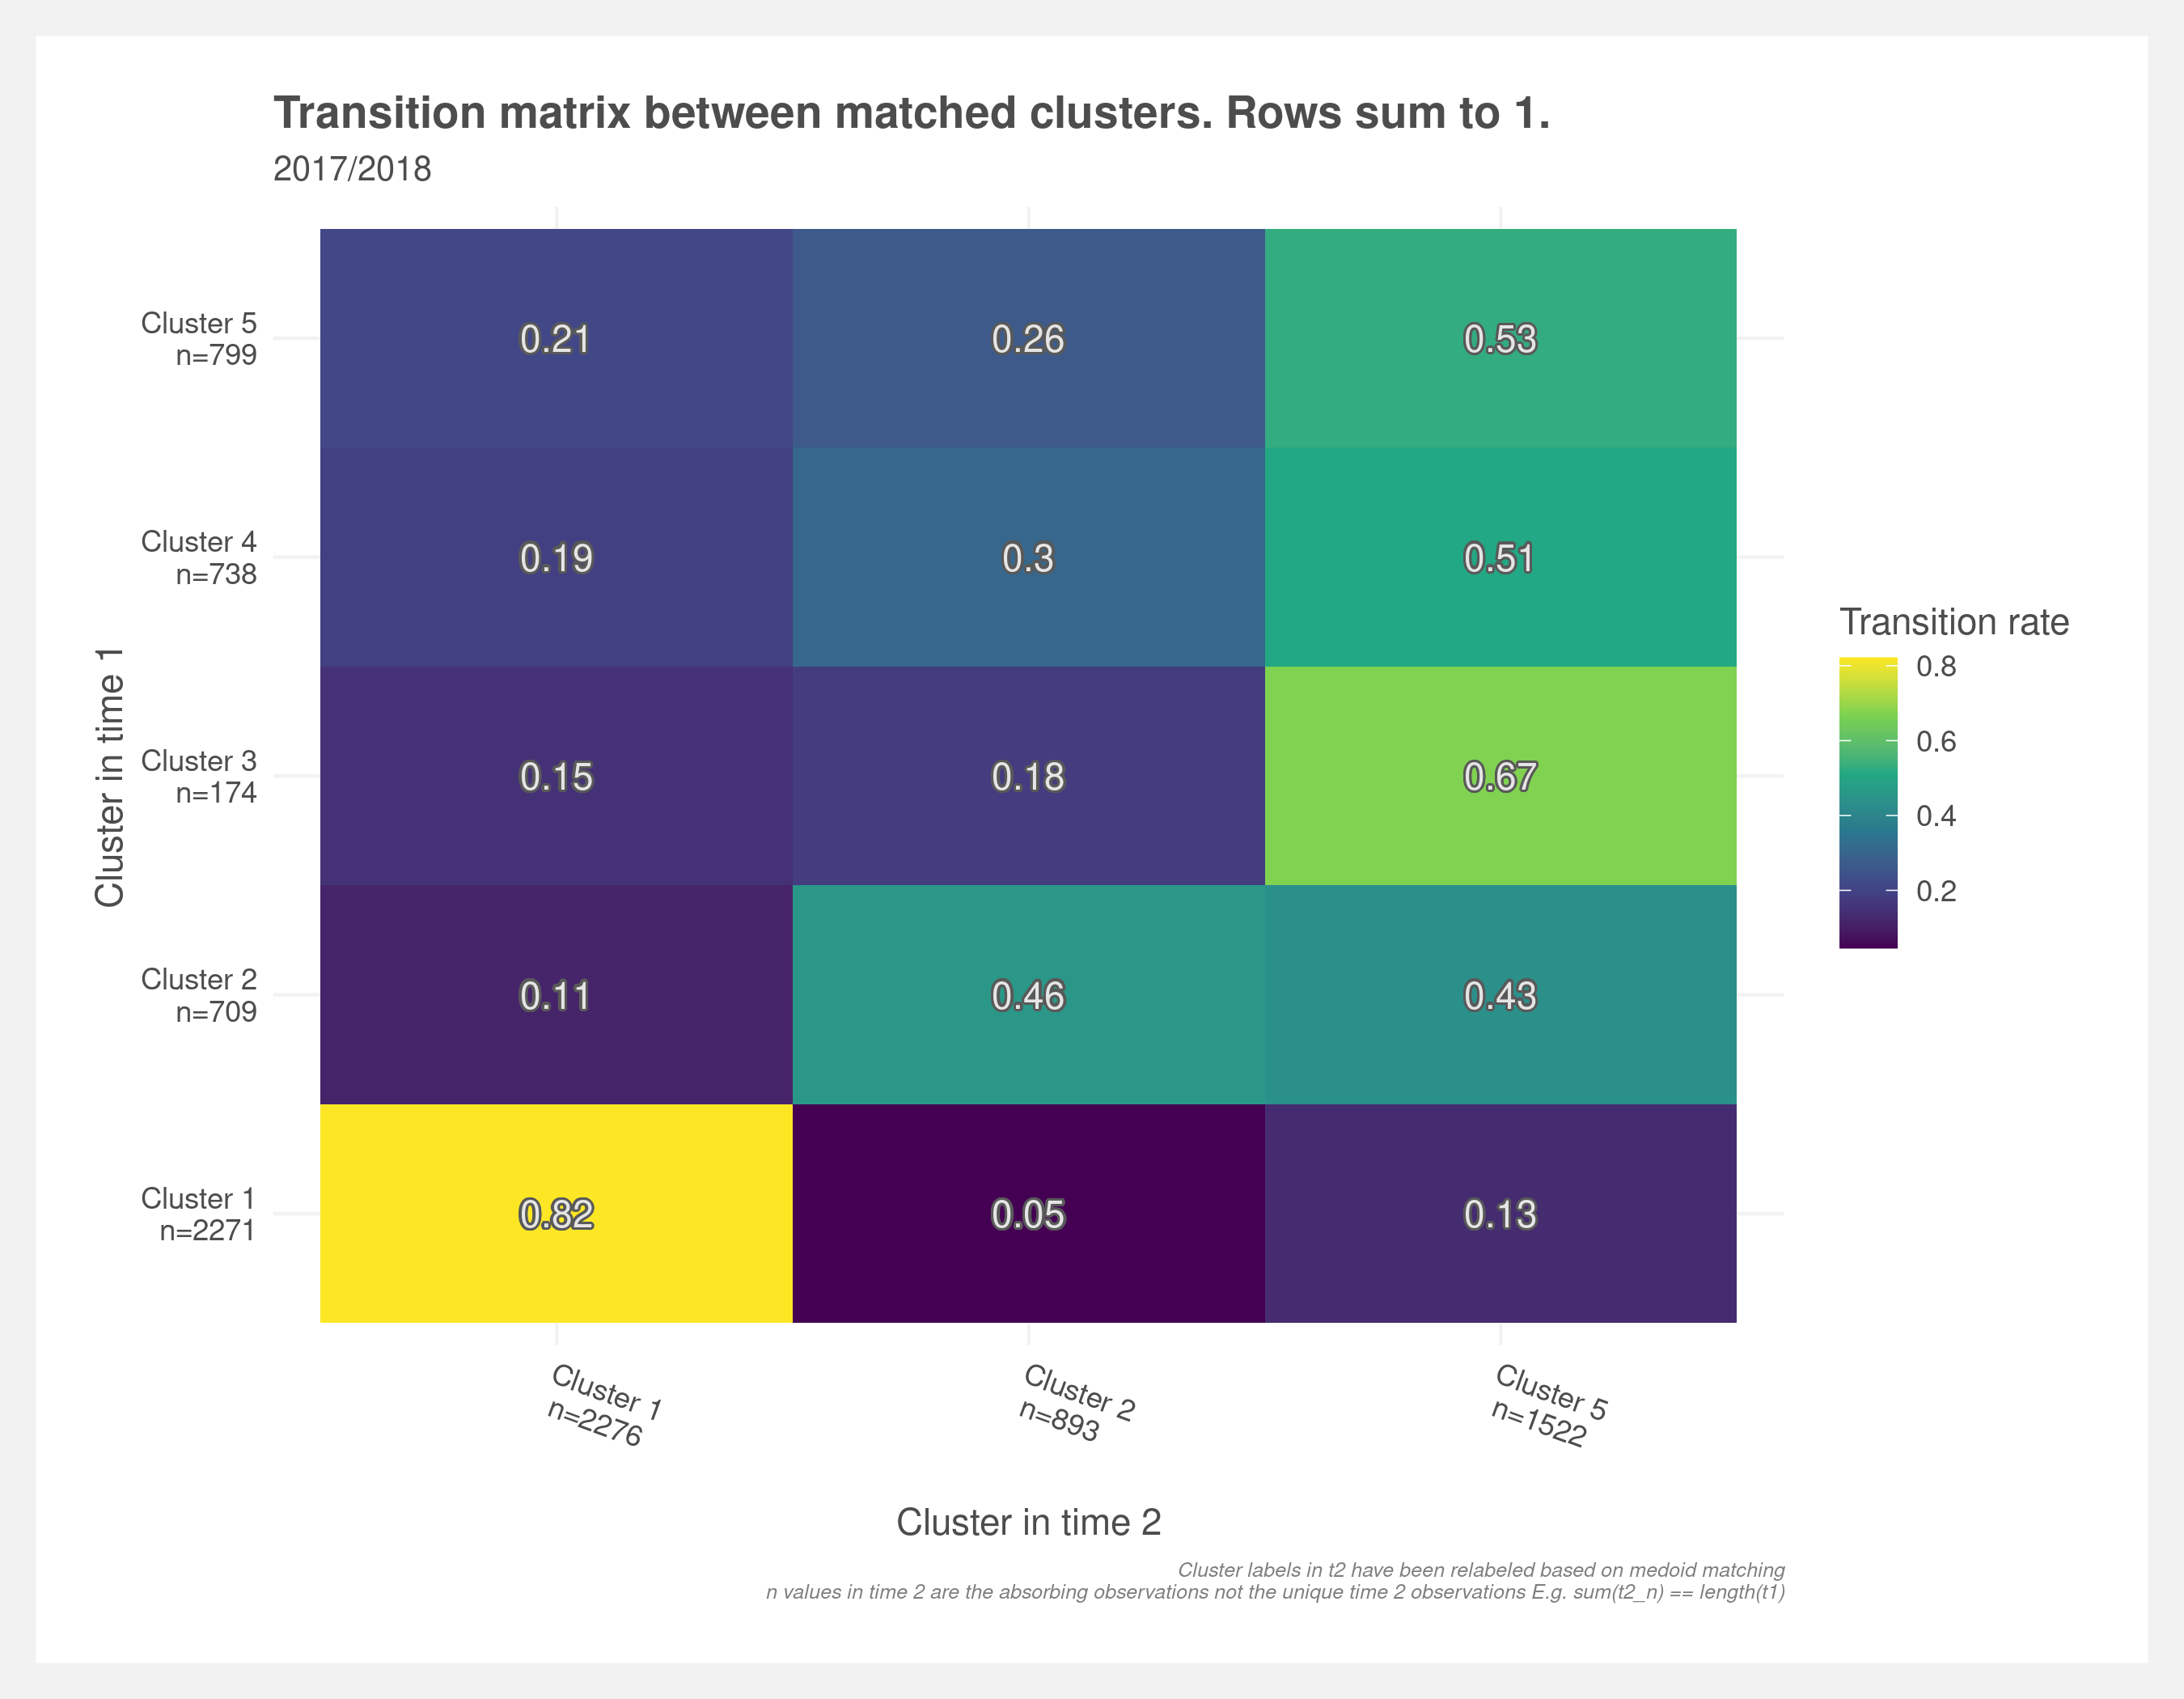 Transition matrix between matched clusters. Rows sum to 1.
2017/2018
Cluster in time 1
Cluster 5
n=799
0.21 0.26 0.53
Cluster 4
n=738
0.19 0.3 0.51
Cluster 3
n=174
0.15 0.18 0.67
Cluster 2
n=709
0.11 0.46 0.43
Cluster 1
n=2271
0.82 0.05 0.13
Cluster 1
n=2276
Cluster 2
n=893
Cluster 5
n=1522
Cluster in time 2
Transition rate
0.8
0.6
0.4
0.2
Cluster labels in t2 have been relabeled based on medoid matching
n values in time 2 are the absorbing observations not the unique time 2 observations E.g. sum(t2_n) == length(t1)